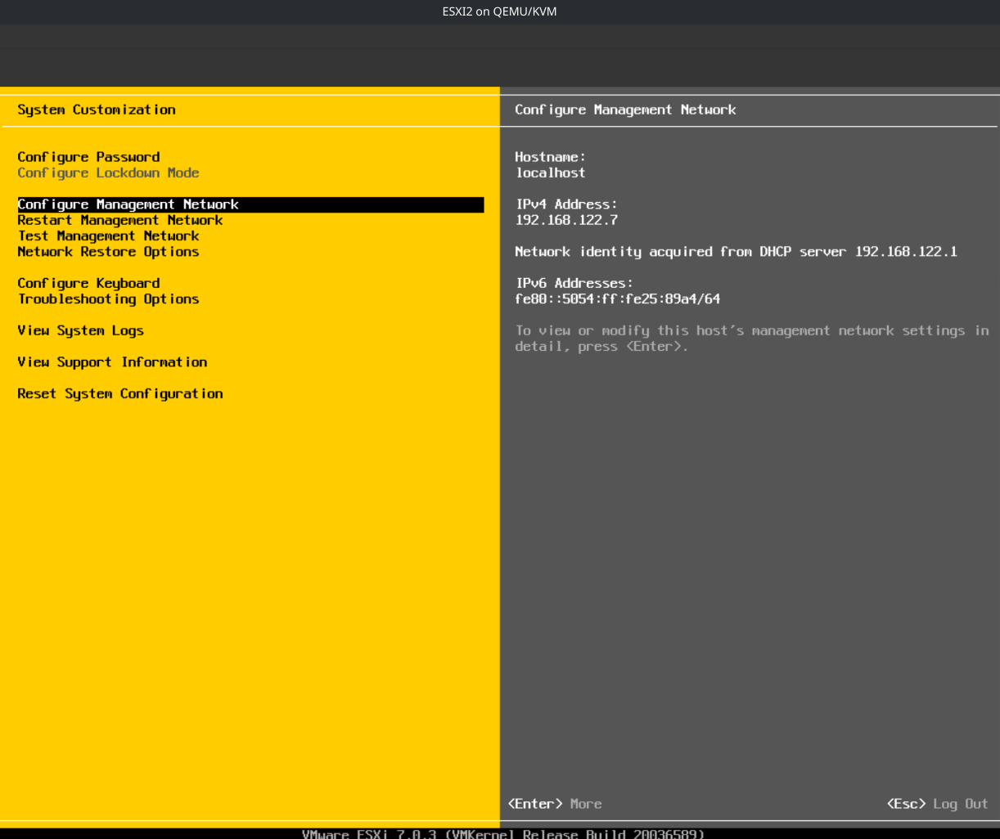 ESXI2 on QEMU/KVM
System Customization
Configure Password
Configure Lockdown Mode
Configure Management Network
Restart Management Network
Test Management Network
Network Restore Options
Configure Keyboard
Troubleshooting Options
View System Logs
View Support Information
Reset System Configuration
Configure Management Network
Hostname:
localhost
IPv4 Address:
192.168.122.7
Network identity acquired from DHCP server 192.168.122.1
IPv6 Addresses:
fe80::5054:ff:fe25:89a4/64
To view or modify this host's management network settings in
detail, press <Enter>.
<Enter> More
<Esc> Log Out
VMware ESXi 7.0.3 (VMKernel Release Build 20036589)